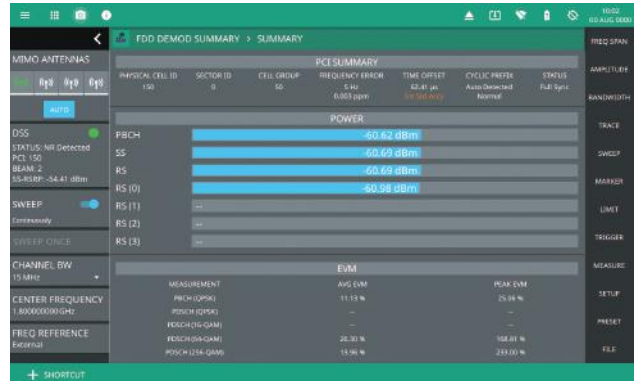 10:02
FDD DEMOD SUMMARY > SUMMARY
FREQ SPAN
AMPLITUDE
BANDWIDTH
TRACE
SWEEP
MARKER
LIMIT
TRIGGER
MEASURE
SETUP
PRESET
FILE
MIMO ANTENNAS
AUTO
DSS
STATUS: NR Detected
PCI: 150
BEAM: 2
SS-RSRP: -54.41 dBm
SWEEP
Continuously
SWEEP ONCE
CHANNEL BW
15 MHz
CENTER FREQUENCY
1.800000000 GHz
FREQ REFERENCE
External
+ SHORTCUT
PCI SUMMARY
PHYSICAL CELL ID SECTOR ID CELL GROUP FREQUENCY ERROR TIME OFFSET CYCLIC PREFIX STATUS
150 0 50 5 Hz 62.41 µs Auto Detected Full Sync
0.003 ppm Normal
POWER
PBCH -60.62 dBm
SS -60.69 dBm
RS -60.69 dBm
RS (0) -60.98 dBm
RS (1) --
RS (2) --
RS (3) --
EVM
MEASUREMENT AVG EVM PEAK EVM
PBCH (QPSK) 11.13 % 25.06 %
PDSCH (QPSK) -- --
PDSCH (16-QAM) -- --
PDSCH (64-QAM) 20.30 %
PDSCH (256-QAM) 13.96 % 233.00 %